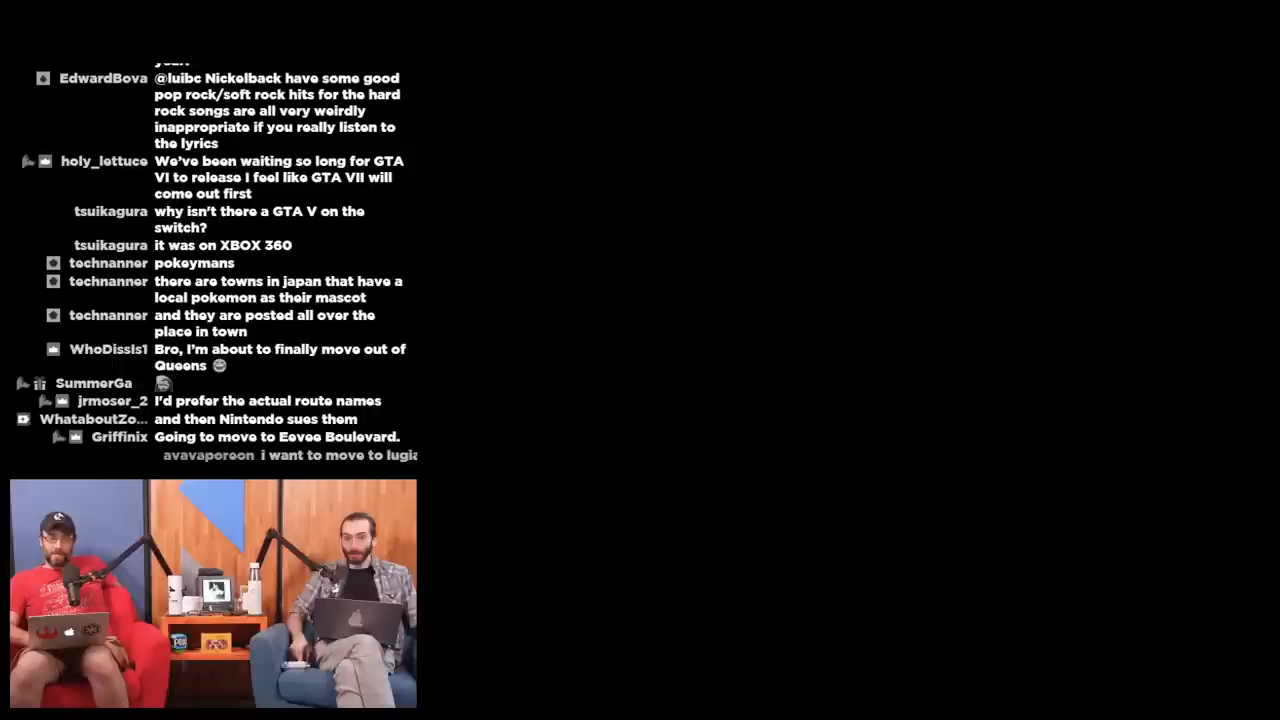 EdwardBova @luibc Nickelback have some good
pop rock/soft rock hits for the hard
rock songs are all very weirdly
inappropriate if you really listen to
the lyrics
holy_lettuce We've been waiting so long for GTA
VI to release I feel like GTA VII will
come out first
tsuikagura why isn't there a GTA V on the
switch?
tsuikagura it was on XBOX 360
technanner pokeymans
technanner there are towns in japan that have a
local pokemon as their mascot
technanner and they are posted all over the
place in town
WhoDissIs1 Bro, I'm about to finally move out of
Queens
SummerGa
jrmoser_2 I'd prefer the actual route names
WhataboutZo... and then Nintendo sues them
Griffinix Going to move to Eevee Boulevard.
avavaporeon i want to move to lugia